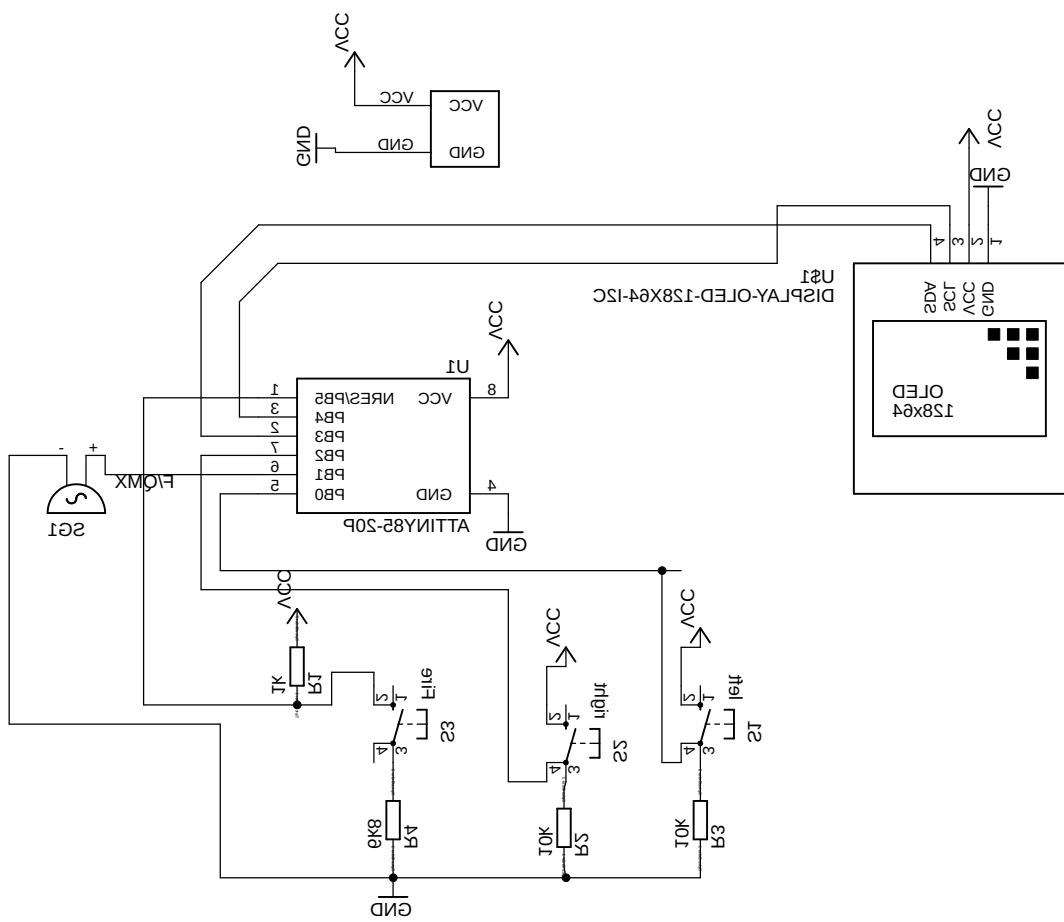 VCC
VCC
VCC
GND
GND
GND
VCC
GND
4
3
2
1
U$1
DISPLAY-OLED-128X64-I2C
SDA
SCL
VCC
GND
OLED
128x64
VCC
U1
1
3
2
7
6
5
NRES/PB5
PB4
PB3
PB2
PB1
PB0
VCC
GND
8
4
ATTINY85-20P
GND
-
+
F/QMX
SG1
VCC
R1
1k
Fire
2
1
4
3
S3
R4
6k8
VCC
right
2
1
4
3
S2
R2
10k
VCC
left
2
1
4
3
S1
R3
10k
GND